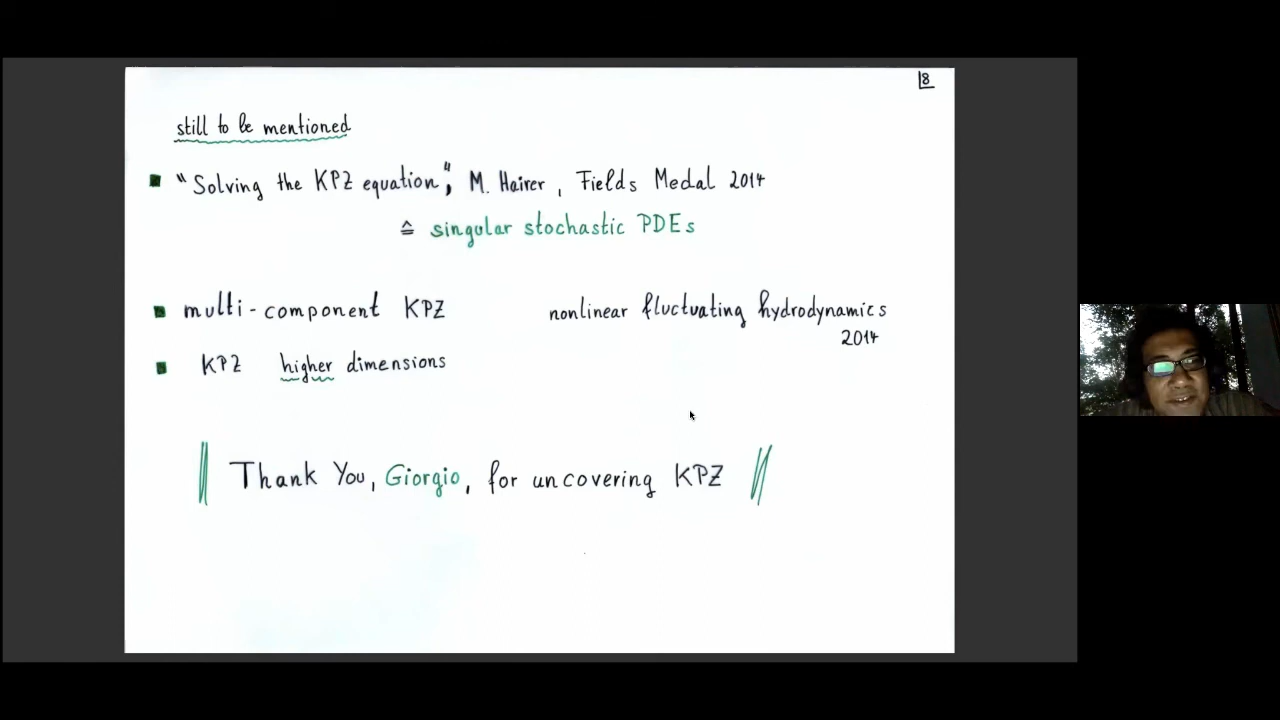 8
still to be mentioned
■ "Solving the KPZ equation", M. Hairer, Fields Medal 2014
≙ singular stochastic PDEs
■ multi-component KPZ nonlinear fluctuating hydrodynamics
2014
■ KPZ higher dimensions
Thank You, Giorgio, for uncovering KPZ